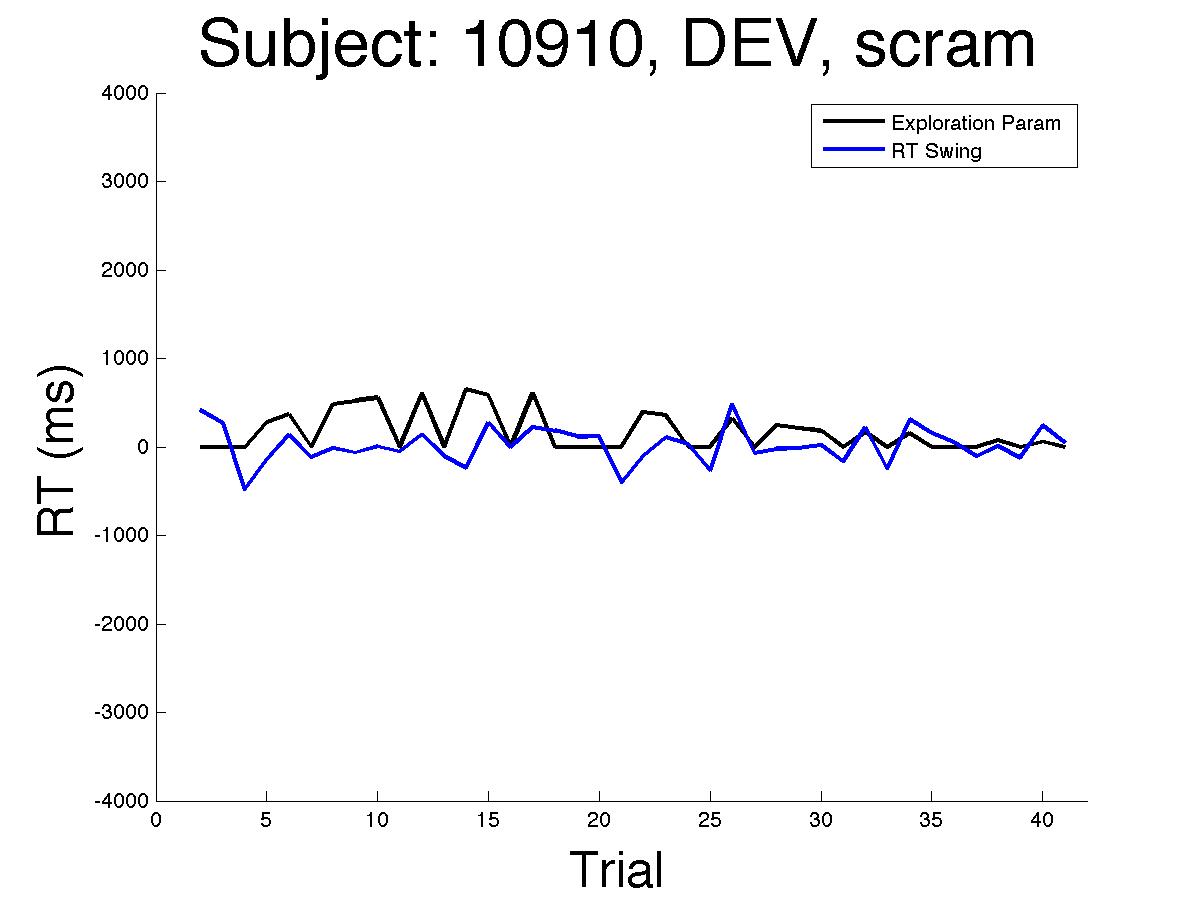 Subject: 10910, DEV, scram
4000
3000
2000
1000
0
-1000
-2000
-3000
-4000
RT (ms)
Exploration Param
RT Swing
0 5 10 15 20 25 30 35 40
Trial